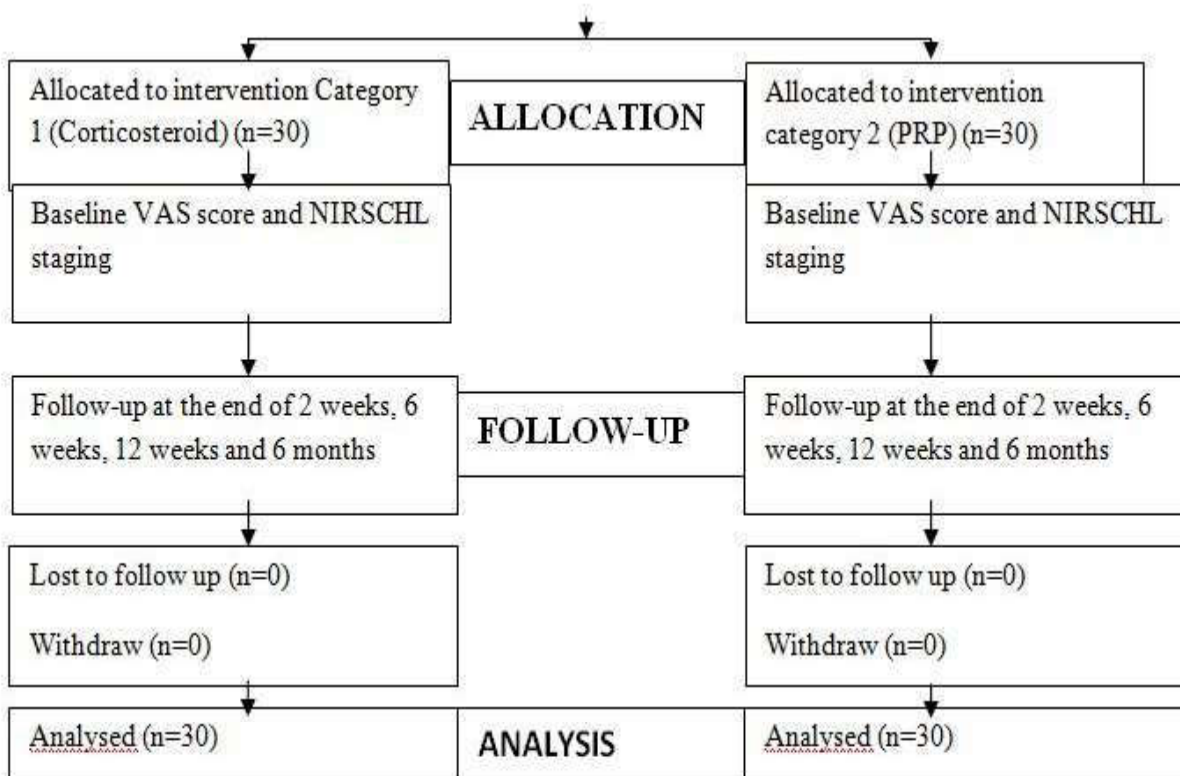 Allocated to intervention Category
1 (Corticosteroid) (n=30)
ALLOCATION
Allocated to intervention
category 2 (PRP) (n=30)
Baseline VAS score and NIRSCHL
staging
Baseline VAS score and NIRSCHL
staging
Follow-up at the end of 2 weeks, 6
weeks, 12 weeks and 6 months
FOLLOW-UP
Follow-up at the end of 2 weeks, 6
weeks, 12 weeks and 6 months
Lost to follow up (n=0)
Withdraw (n=0)
Lost to follow up (n=0)
Withdraw (n=0)
Analysed (n=30)
ANALYSIS
Analysed (n=30)